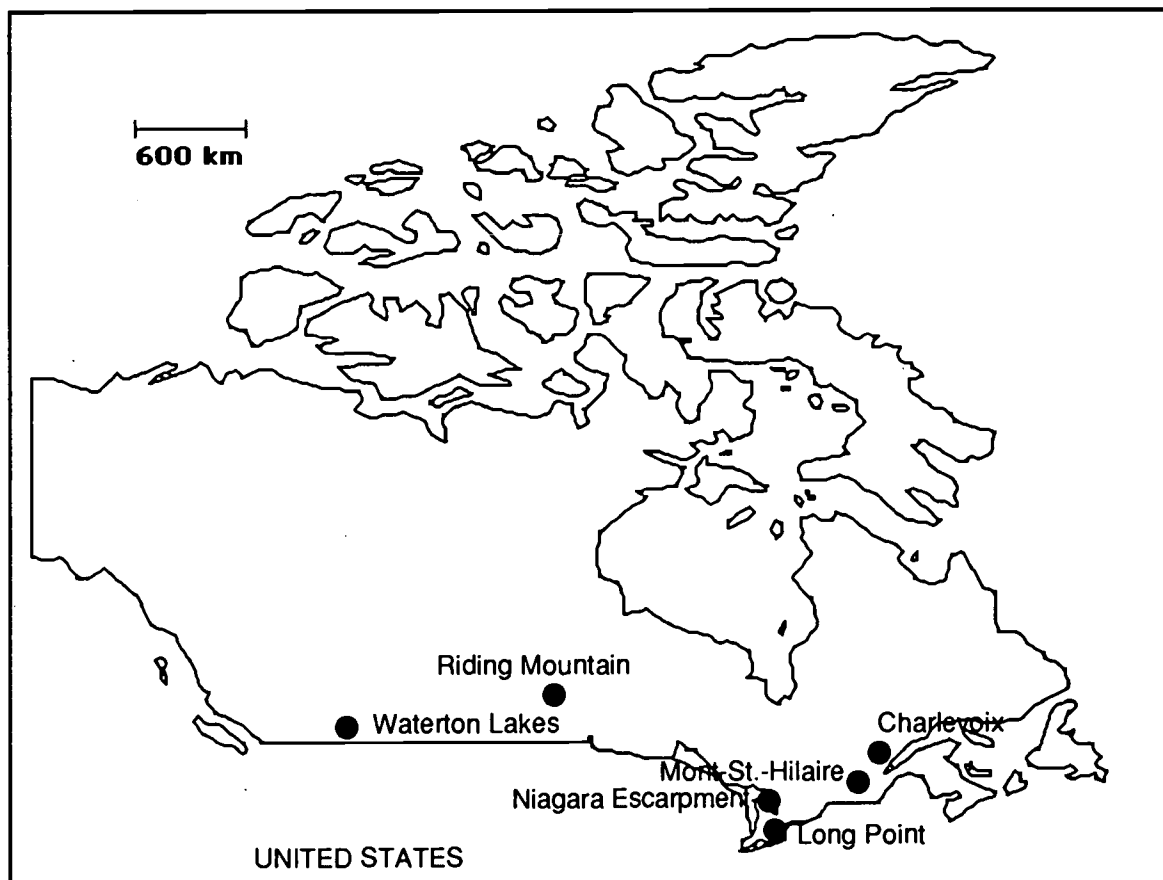 600 km
Riding Mountain
Waterton Lakes
Charlevoix
Mont-St.-Hilaire
Niagara Escarpment
Long Point
UNITED STATES